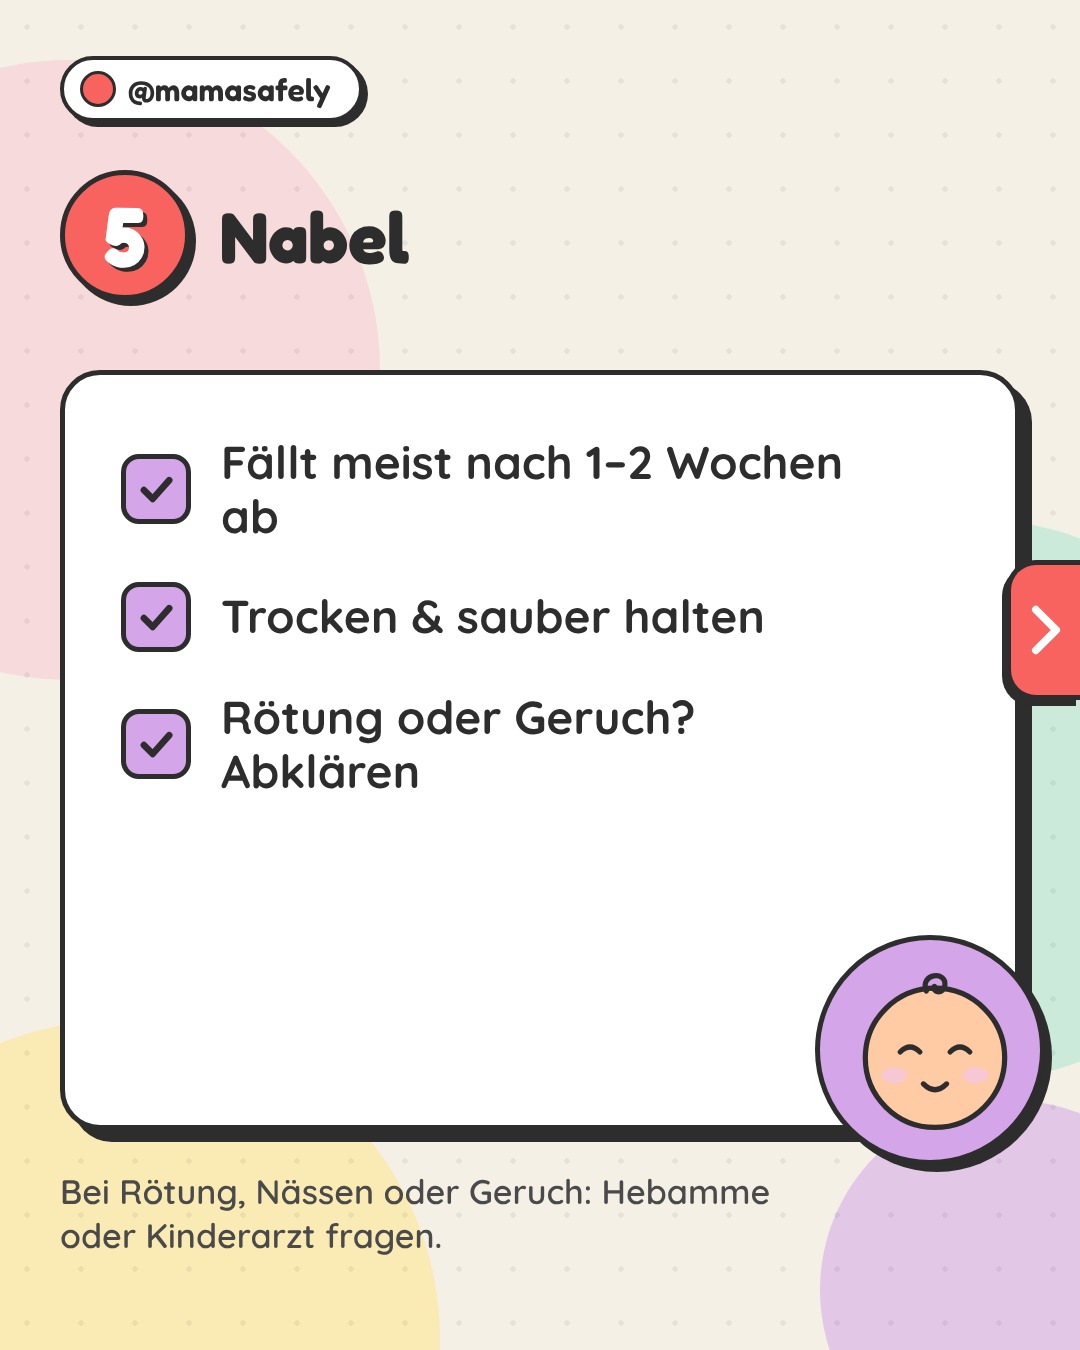 @mamasafely
5 Nabel
Fällt meist nach 1–2 Wochen
ab
Trocken & sauber halten
Rötung oder Geruch?
Abklären
Bei Rötung, Nässen oder Geruch: Hebamme
oder Kinderarzt fragen.